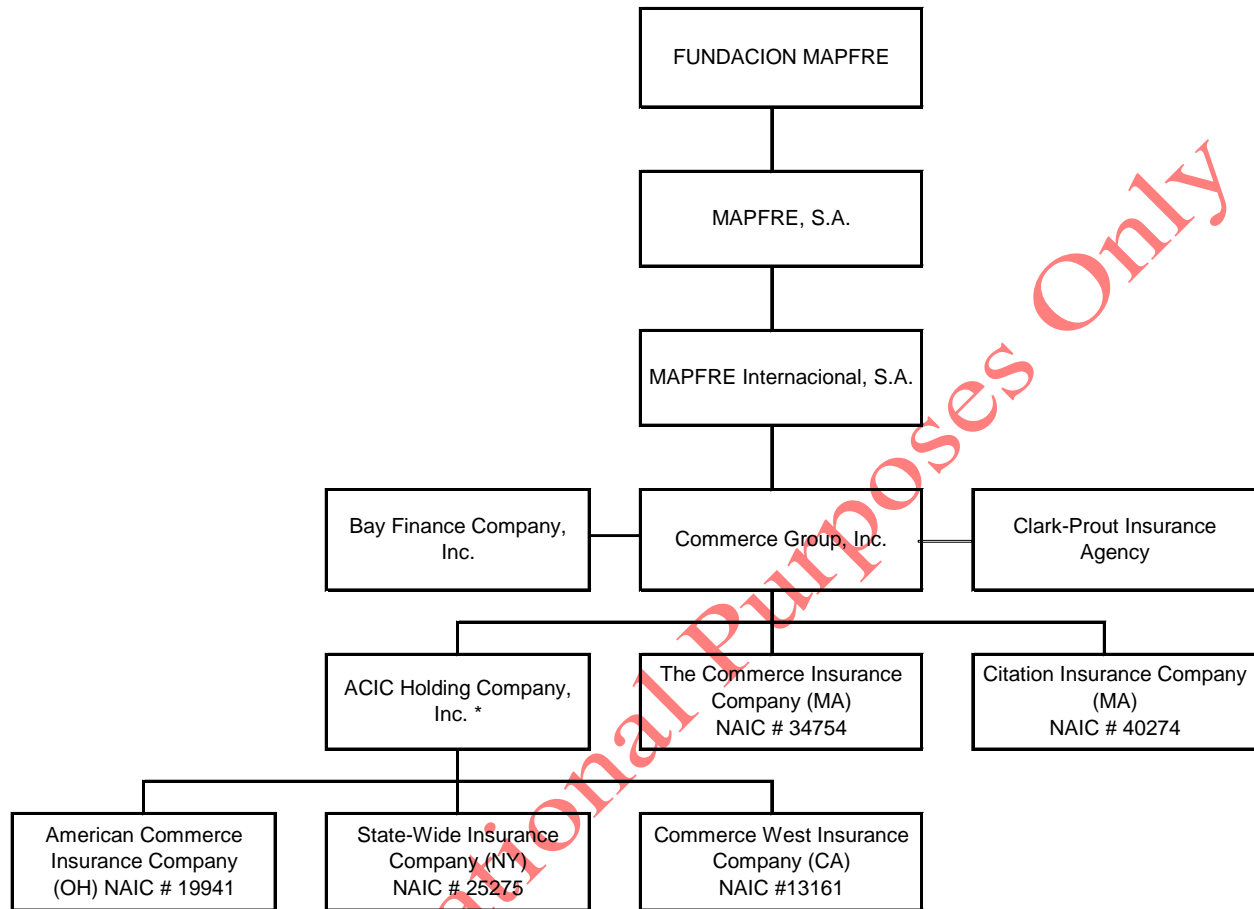 FUNDACION MAPFRE
MAPFRE, S.A.
MAPFRE Internacional, S.A.
Bay Finance Company,
Inc.
Commerce Group, Inc.
Clark-Prout Insurance
Agency
ACIC Holding Company,
Inc. *
The Commerce Insurance
Company (MA)
NAIC # 34754
Citation Insurance Company
(MA)
NAIC # 40274
American Commerce
Insurance Company
(OH) NAIC # 19941
State-Wide Insurance
Company (NY)
NAIC # 25275
Commerce West Insurance
Company (CA)
NAIC #13161
Purposes Only